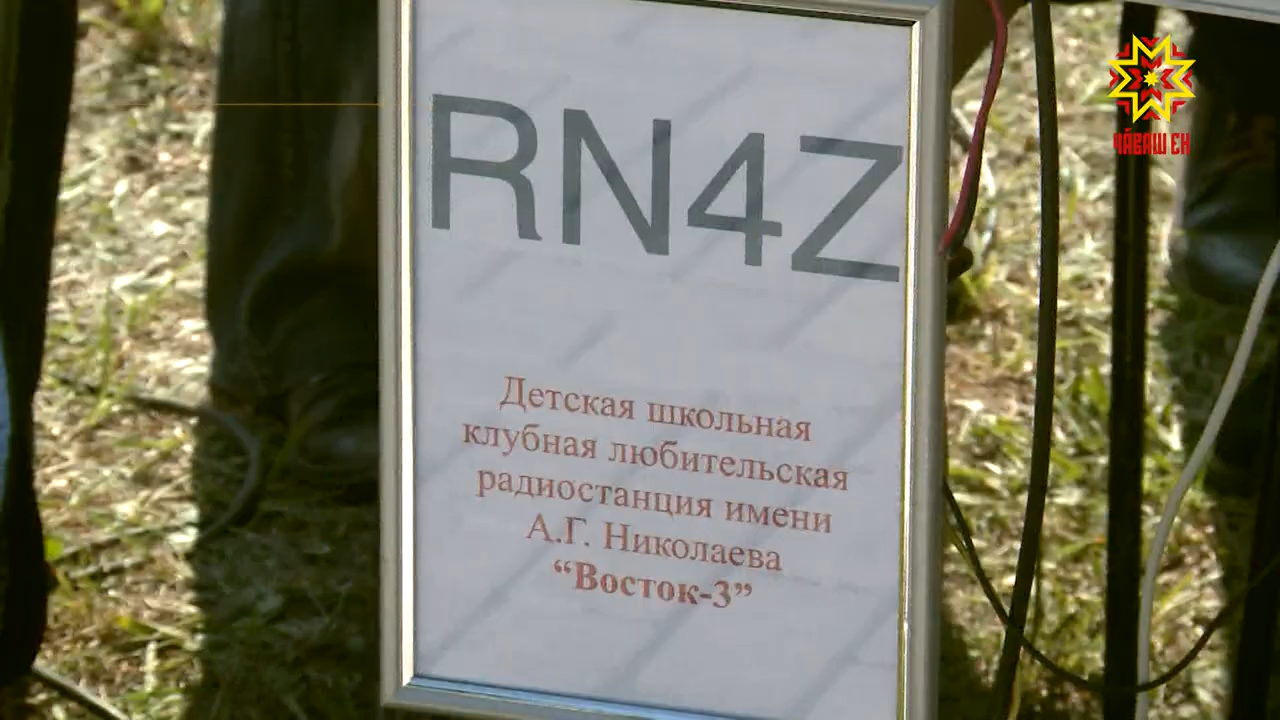 RN4Z
Детская школьная
клубная любительская
радиостанция имени
А.Г. Николаева
“Восток-3”
ЧĂВАШ ЕН